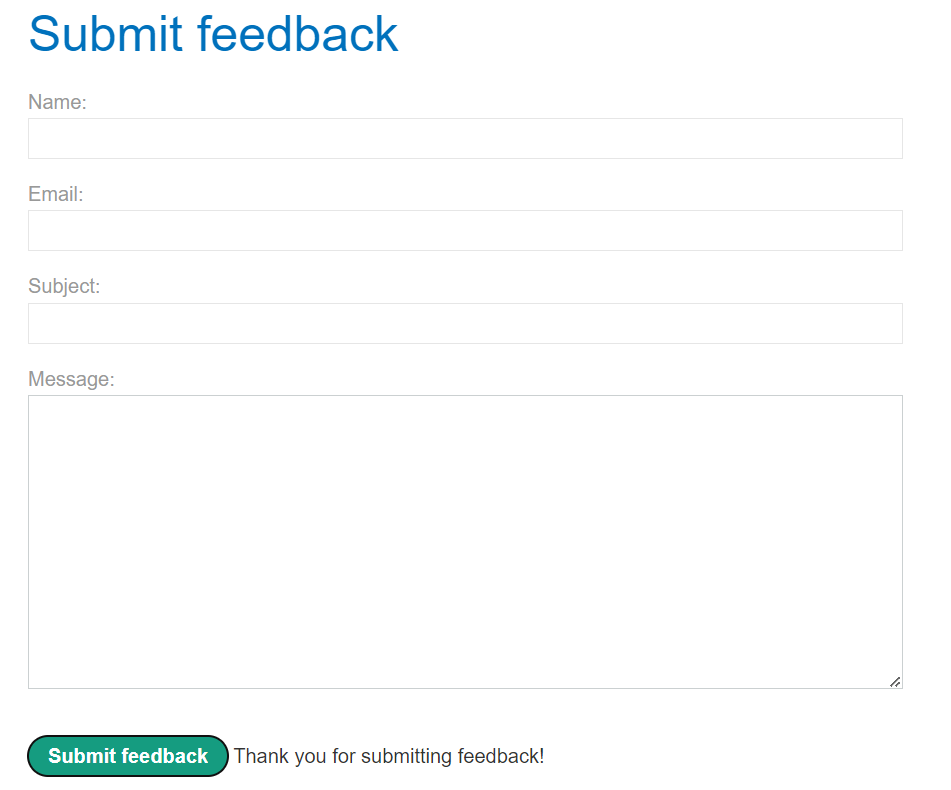 Submit feedback
Name:
Email:
Subject:
Message:
Submit feedback Thank you for submitting feedback!